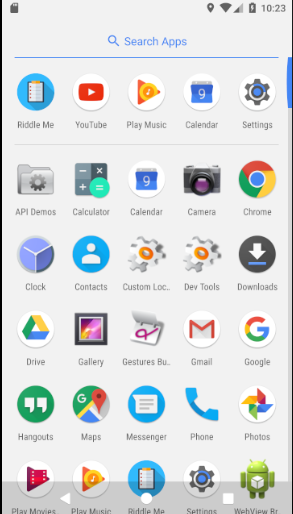 10:23
Search Apps
Riddle Me
YouTube
Play Music
9
Calendar
Settings
API Demos
Calculator
9
Calendar
Camera
Chrome
Clock
Contacts
Custom Loc..
Dev Tools
Downloads
Drive
Gallery
Gestures Bu..
Gmail
Google
Hangouts
Maps
Messenger
Phone
Photos
Play Movies
Play Music
Riddle Me
Settings
WebView Br